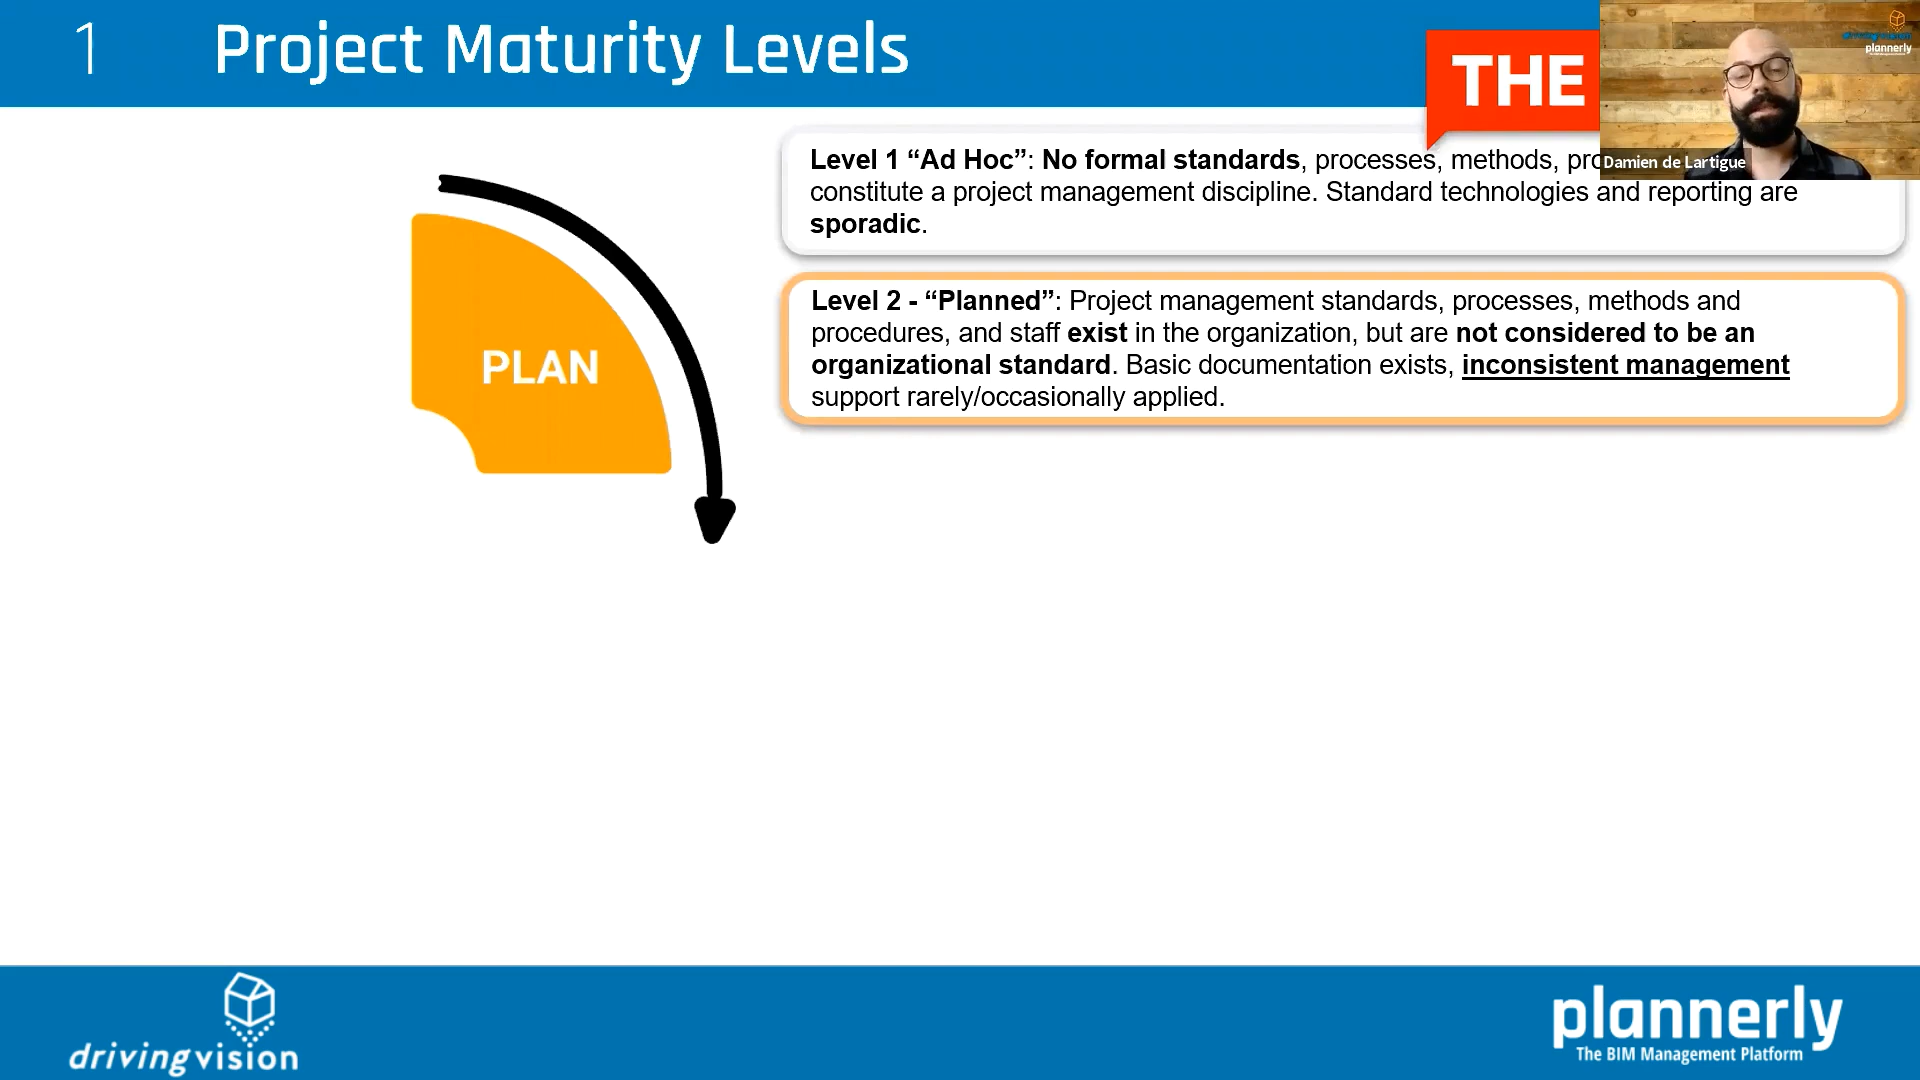 1 Project Maturity Levels
THE
drivingvision
plannerly
Damien de Lartigue
Level 1 “Ad Hoc”: No formal standards, processes, methods,
constitute a project management discipline. Standard technologies and reporting are
sporadic.
Level 2 - “Planned”: Project management standards, processes, methods and
procedures, and staff exist in the organization, but are not considered to be an
organizational standard. Basic documentation exists, inconsistent management
support rarely/occasionally applied.
PLAN
drivingvision
plannerly
The BIM Management Platform